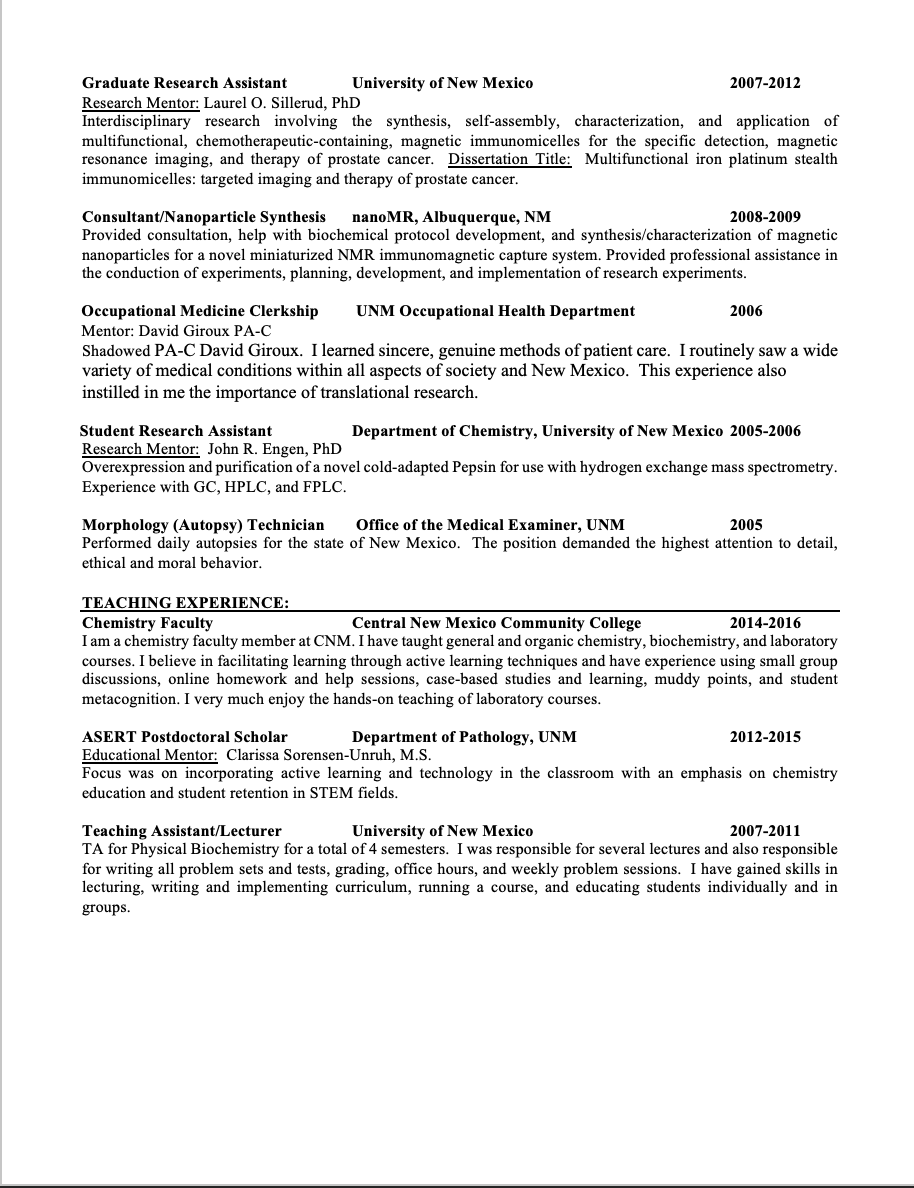 Graduate Research Assistant University of New Mexico 2007-2012
Research Mentor: Laurel O. Sillerud, PhD
Interdisciplinary research involving the synthesis, self-assembly, characterization, and application of
multifunctional, chemotherapeutic-containing, magnetic immunomicelles for the specific detection, magnetic
resonance imaging, and therapy of prostate cancer. Dissertation Title: Multifunctional iron platinum stealth
immunomicelles: targeted imaging and therapy of prostate cancer.
Consultant/Nanoparticle Synthesis nanoMR, Albuquerque, NM 2008-2009
Provided consultation, help with biochemical protocol development, and synthesis/characterization of magnetic
nanoparticles for a novel miniaturized NMR immunomagnetic capture system. Provided professional assistance in
the conduction of experiments, planning, development, and implementation of research experiments.
Occupational Medicine Clerkship UNM Occupational Health Department 2006
Mentor: David Giroux PA-C
Shadowed PA-C David Giroux. I learned sincere, genuine methods of patient care. I routinely saw a wide
variety of medical conditions within all aspects of society and New Mexico. This experience also
instilled in me the importance of translational research.
Student Research Assistant Department of Chemistry, University of New Mexico 2005-2006
Research Mentor: John R. Engen, PhD
Overexpression and purification of a novel cold-adapted Pepsin for use with hydrogen exchange mass spectrometry.
Experience with GC, HPLC, and FPLC.
Morphology (Autopsy) Technician Office of the Medical Examiner, UNM 2005
Performed daily autopsies for the state of New Mexico. The position demanded the highest attention to detail,
ethical and moral behavior.
TEACHING EXPERIENCE:
Chemistry Faculty Central New Mexico Community College 2014-2016
I am a chemistry faculty member at CNM. I have taught general and organic chemistry, biochemistry, and laboratory
courses. I believe in facilitating learning through active learning techniques and have experience using small group
discussions, online homework and help sessions, case-based studies and learning, muddy points, and student
metacognition. I very much enjoy the hands-on teaching of laboratory courses.
ASERT Postdoctoral Scholar Department of Pathology, UNM 2012-2015
Educational Mentor: Clarissa Sorensen-Unruh, M.S.
Focus was on incorporating active learning and technology in the classroom with an emphasis on chemistry
education and student retention in STEM fields.
Teaching Assistant/Lecturer University of New Mexico 2007-2011
TA for Physical Biochemistry for a total of 4 semesters. I was responsible for several lectures and also responsible
for writing all problem sets and tests, grading, office hours, and weekly problem sessions. I have gained skills in
lecturing, writing and implementing curriculum, running a course, and educating students individually and in
groups.